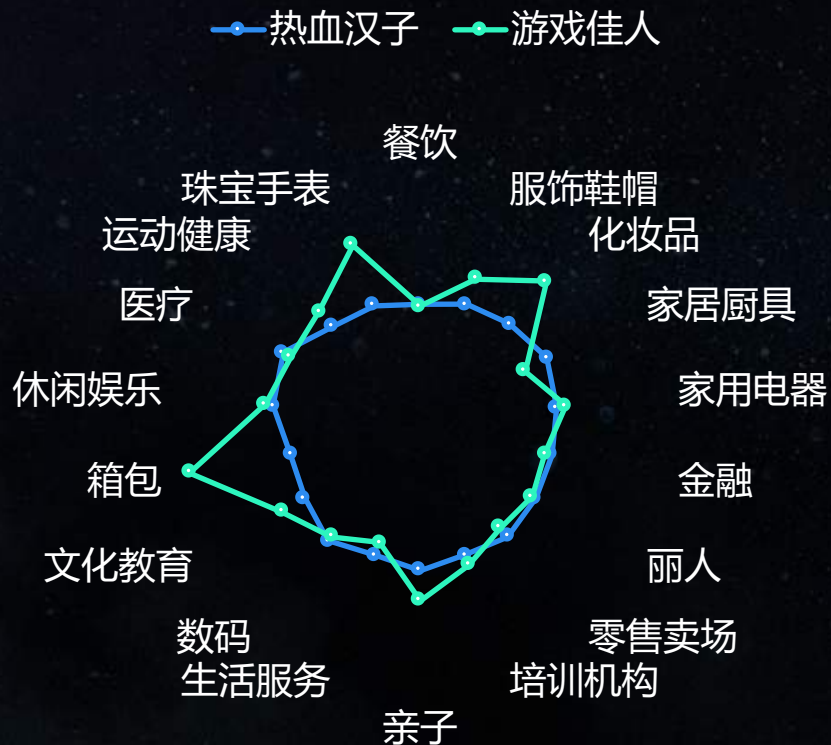 热血汉子 游戏佳人
餐饮
珠宝手表 服饰鞋帽
运动健康 化妆品
医疗 家居厨具
休闲娱乐 家用电器
箱包 金融
文化教育 丽人
数码 零售卖场
生活服务 培训机构
亲子